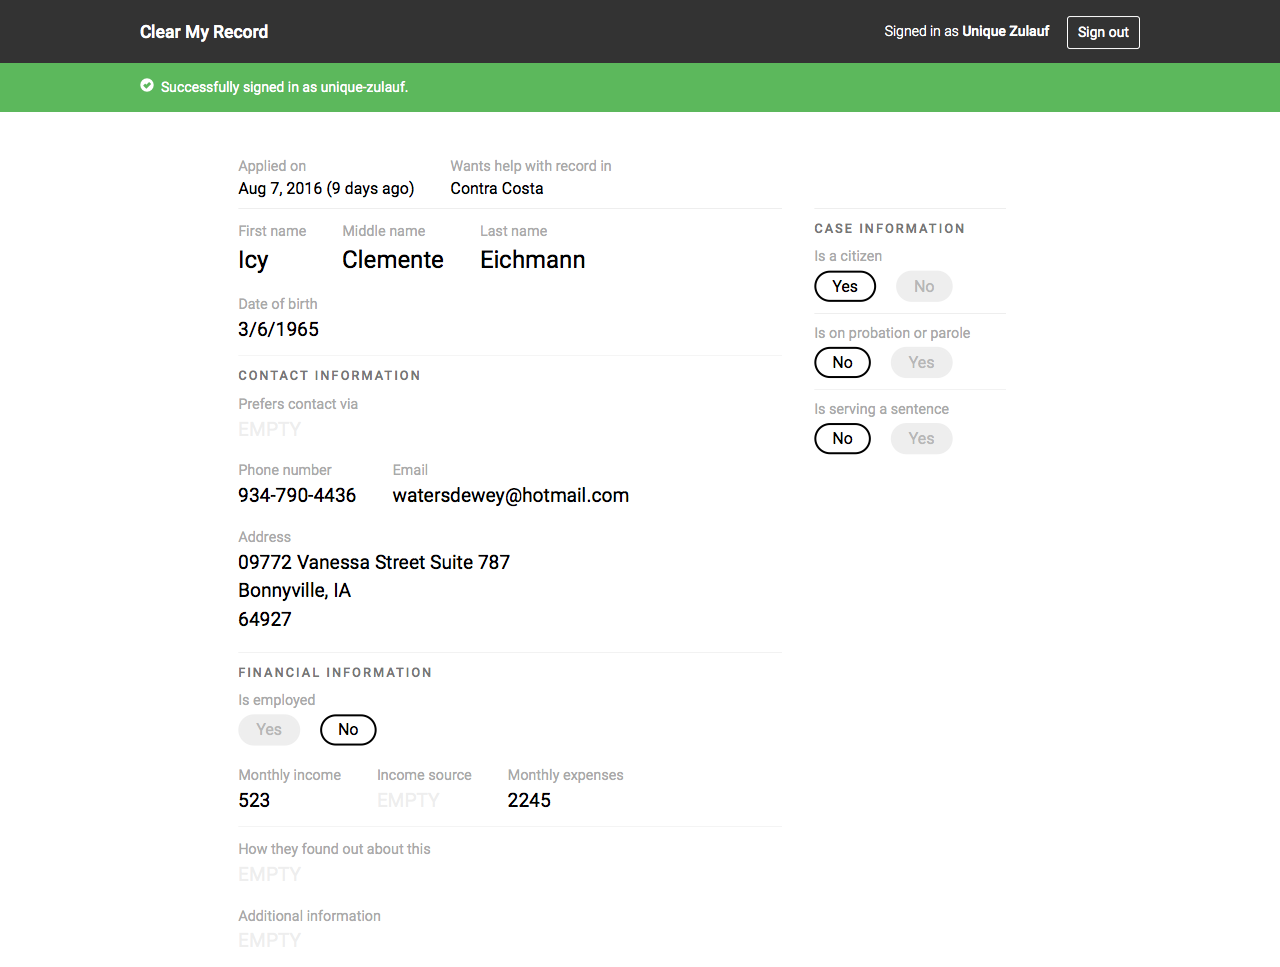 Clear My Record
Signed in as Unique Zulauf
Sign out
Successfully signed in as unique-zulauf.
Applied on
Aug 7, 2016 (9 days ago)
Wants help with record in
Contra Costa
First name
Icy
Middle name
Clemente
Last name
Eichmann
Date of birth
3/6/1965
CONTACT INFORMATION
Prefers contact via
EMPTY
Phone number
934-790-4436
Email
watersdewey@hotmail.com
Address
09772 Vanessa Street Suite 787
Bonnyville, IA
64927
FINANCIAL INFORMATION
Is employed
Yes
No
Monthly income
523
Income source
EMPTY
Monthly expenses
2245
How they found out about this
EMPTY
Additional information
EMPTY
CASE INFORMATION
Is a citizen
Yes
No
Is on probation or parole
No
Yes
Is serving a sentence
No
Yes